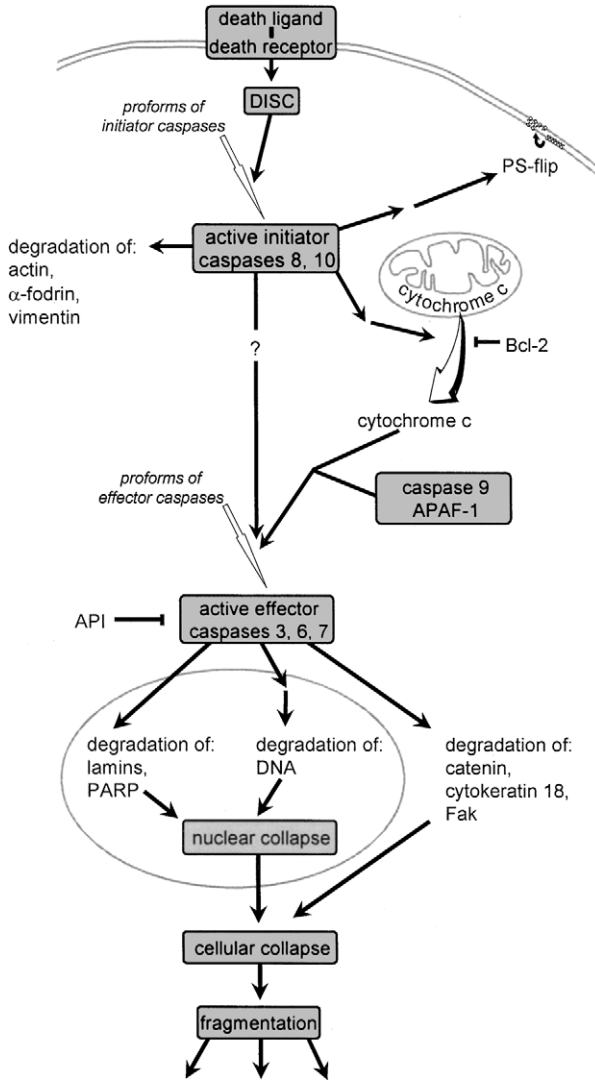 death ligand
death receptor
DISC
proforms of
initiator caspases
PS-flip
active initiator
caspases 8, 10
degradation of:
actin,
α-fodrin,
vimentin
cytochrome c
?
Bcl-2
cytochrome c
proforms of
effector caspases
caspase 9
APAF-1
active effector
caspases 3, 6, 7
API
degradation of:
lamins,
PARP
degradation of:
DNA
degradation of:
catenin,
cytokeratin 18,
Fak
nuclear collapse
cellular collapse
fragmentation